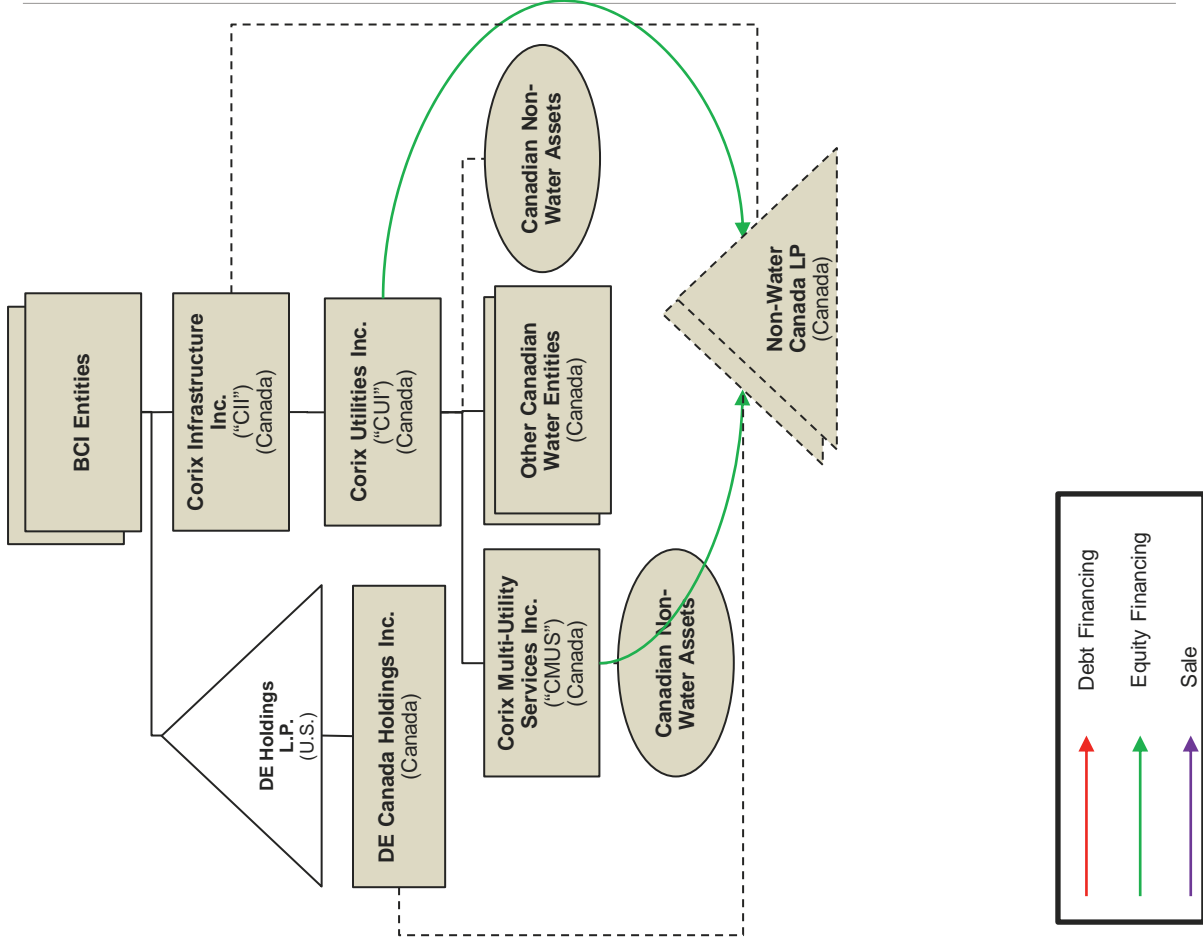 BCI Entities
DE Holdings
L.P.
(U.S.)
Corix Infrastructure
Inc.
("CII")
(Canada)
DE Canada Holdings Inc.
(Canada)
Corix Utilities Inc.
("CUI")
(Canada)
Corix Multi-Utility
Services Inc.
("CMUS")
(Canada)
Other Canadian
Water Entities
(Canada)
Canadian Non-
Water Assets
Canadian Non-
Water Assets
Non-Water
Canada LP
(Canada)
Debt Financing
Equity Financing
Sale